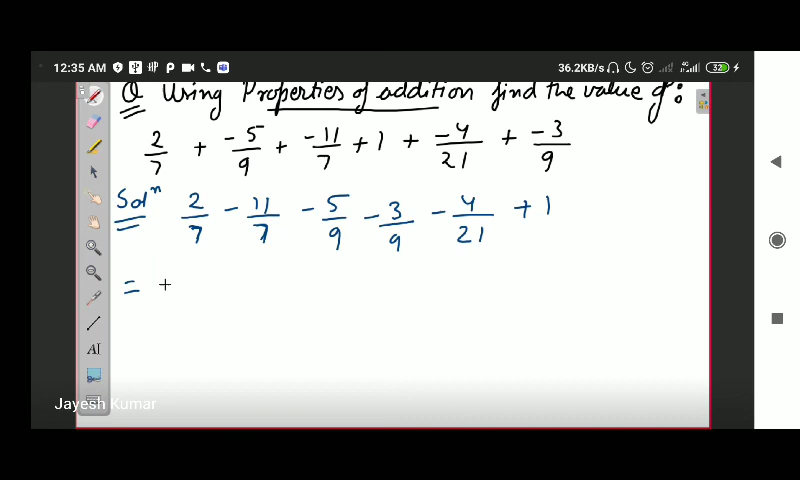 12:35 AM 36.2KB/s 4G 32
Q Using Properties of addition find the value of:
2/7 + -5/9 + -11/7 + 1 + -4/21 + -3/9
Solⁿ 2/7 - 11/7 - 5/9 - 3/9 - 4/21 + 1
=
AI
Jayesh Kumar